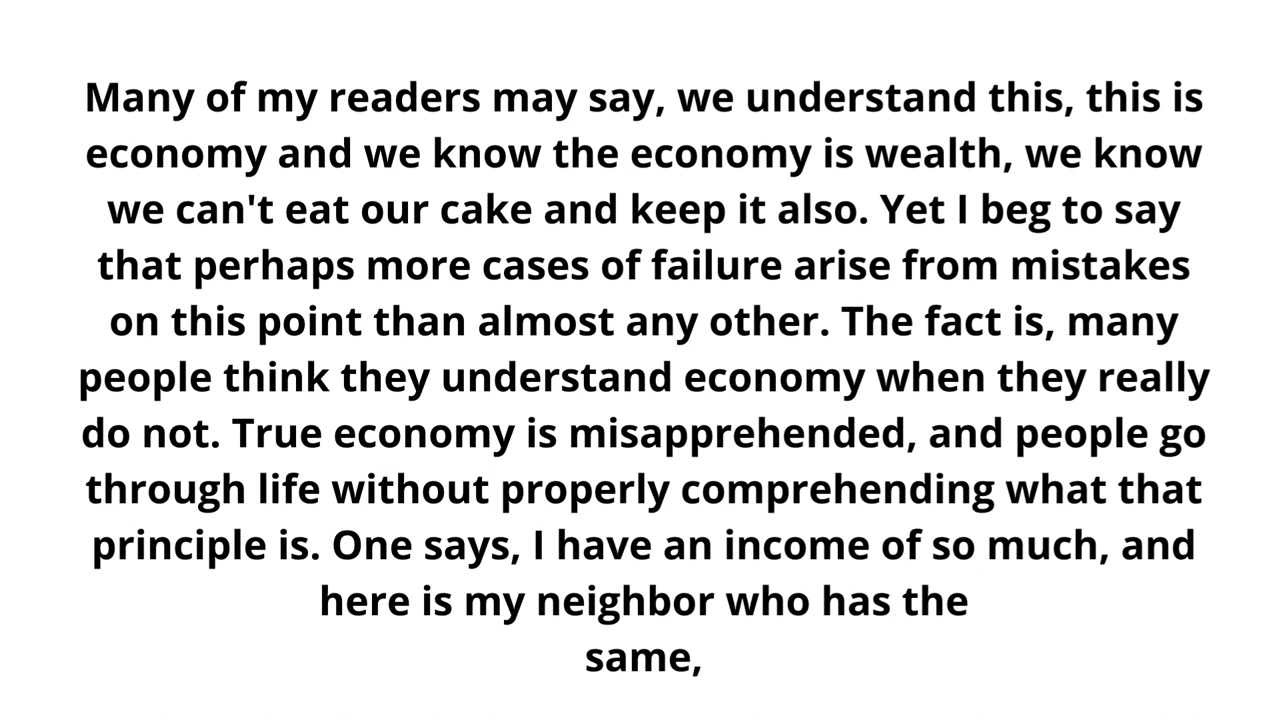 Many of my readers may say, we understand this, this is
economy and we know the economy is wealth, we know
we can't eat our cake and keep it also. Yet I beg to say
that perhaps more cases of failure arise from mistakes
on this point than almost any other. The fact is, many
people think they understand economy when they really
do not. True economy is misapprehended, and people go
through life without properly comprehending what that
principle is. One says, I have an income of so much, and
here is my neighbor who has the
same,